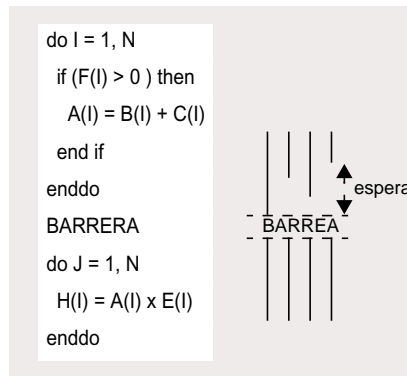 do I = 1, N
if (F(I) > 0 ) then
A(I) = B(I) + C(I)
end if
enddo
BARRERA
do J = 1, N
H(I) = A(I) x E(I)
enddo
espera
BARREA